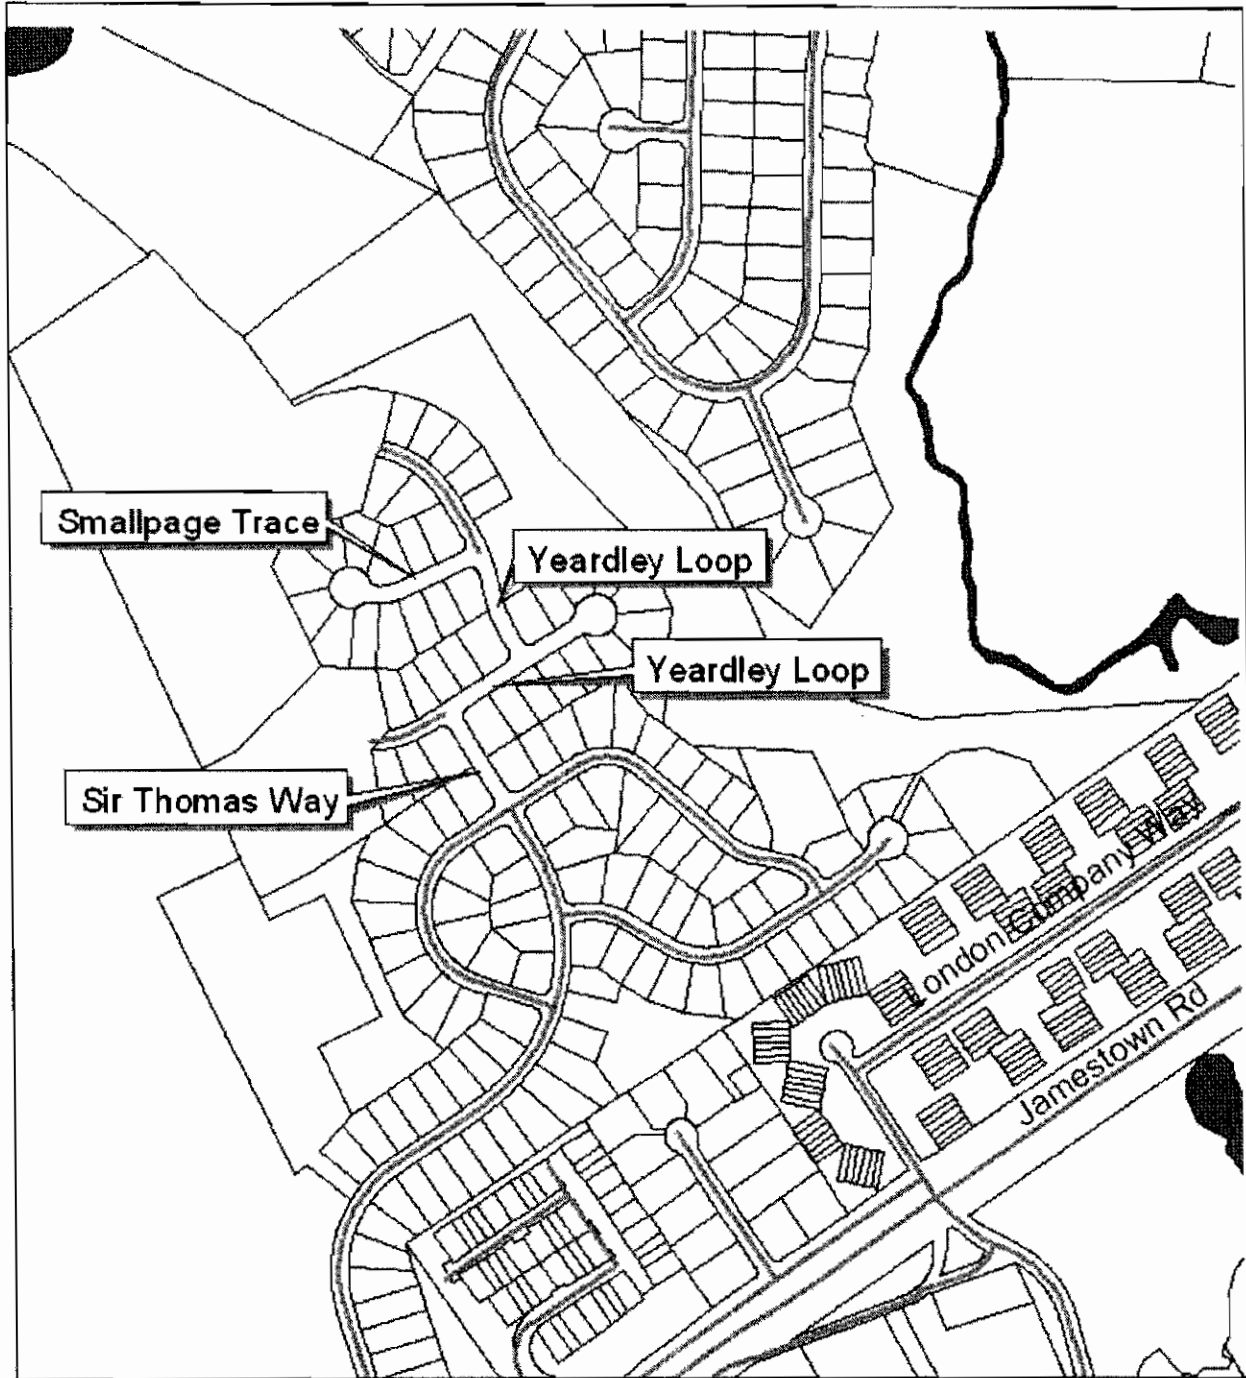 Smallpage Trace
Yeardley Loop
Yeardley Loop
Sir Thomas Way
London Company Way
Jamestown Rd